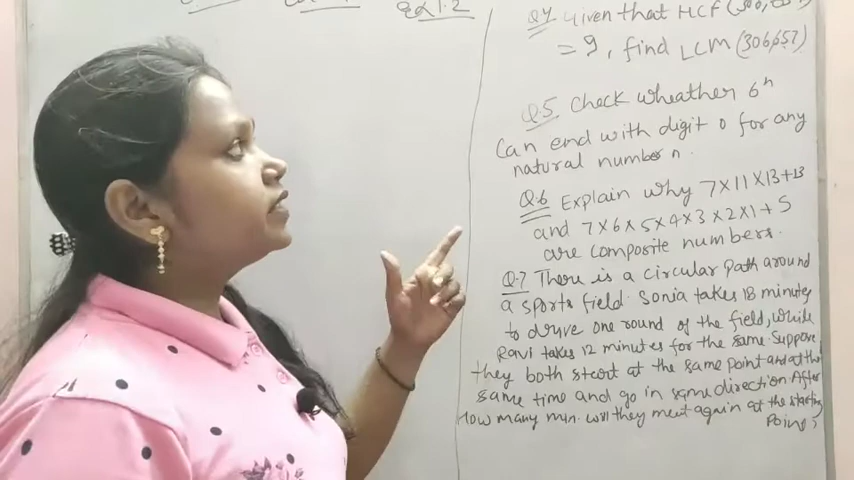 Ex 1.2
Q4 Given that HCF (306, 657)
= 9, find LCM (306,657)
Q.5 Check wheather 6ⁿ
Can end with digit 0 for any
natural number n.
Q.6 Explain why 7×11×13+13
and 7×6×5×4×3×2×1+5
are composite numbers.
Q.7 There is a circular path around
a sports field. Sonia takes 18 minutes
to dryve one round of the field, while
Ravi takes 12 minutes for the same. Suppose
they both start at the same point and at the
same time and go in same direction. After
How many min. will they meet again at the starting
Point?